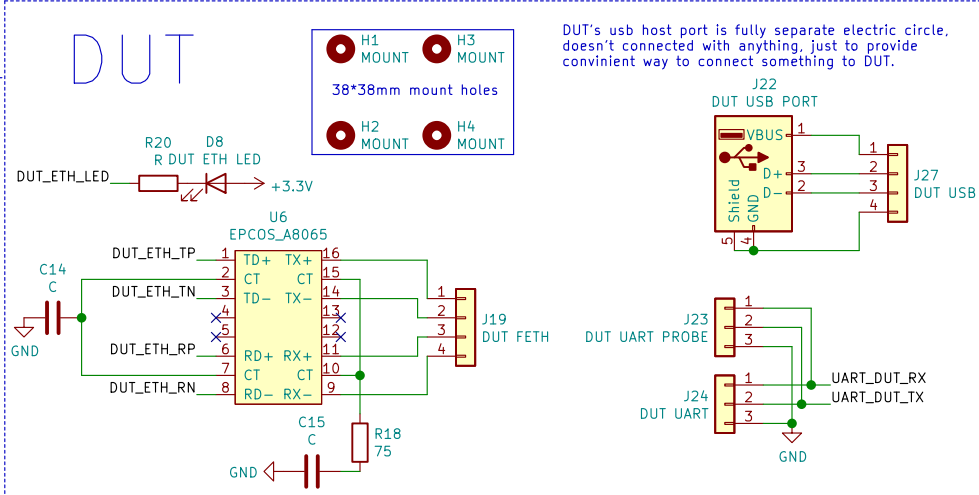 DUT
H1
MOUNT
H3
MOUNT
38*38mm mount holes
H2
MOUNT
H4
MOUNT
DUT's usb host port is fully separate electric circle,
doesn't connected with anything, just to provide
convinient way to connect something to DUT.
J22
DUT USB PORT
VBUS 1
D+ 3
D- 2
Shield
GND
5
4
1
2
3
4
J27
DUT USB
R20
R
D8
DUT ETH LED
DUT_ETH_LED
+3.3V
U6
EPCOS_A8065
DUT_ETH_TP 1 TD+ TX+ 16
2 CT CT 15
DUT_ETH_TN 3 TD- TX- 14
4 13
5 12
DUT_ETH_RP 6 RD+ RX+ 11
7 CT CT 10
DUT_ETH_RN 8 RD- RX- 9
C14
C
GND
1
2
3
4
J19
DUT FETH
C15
C
GND
R18
75
J23
DUT UART PROBE
1
2
3
J24
DUT UART
1
2
3
UART_DUT_RX
UART_DUT_TX
GND